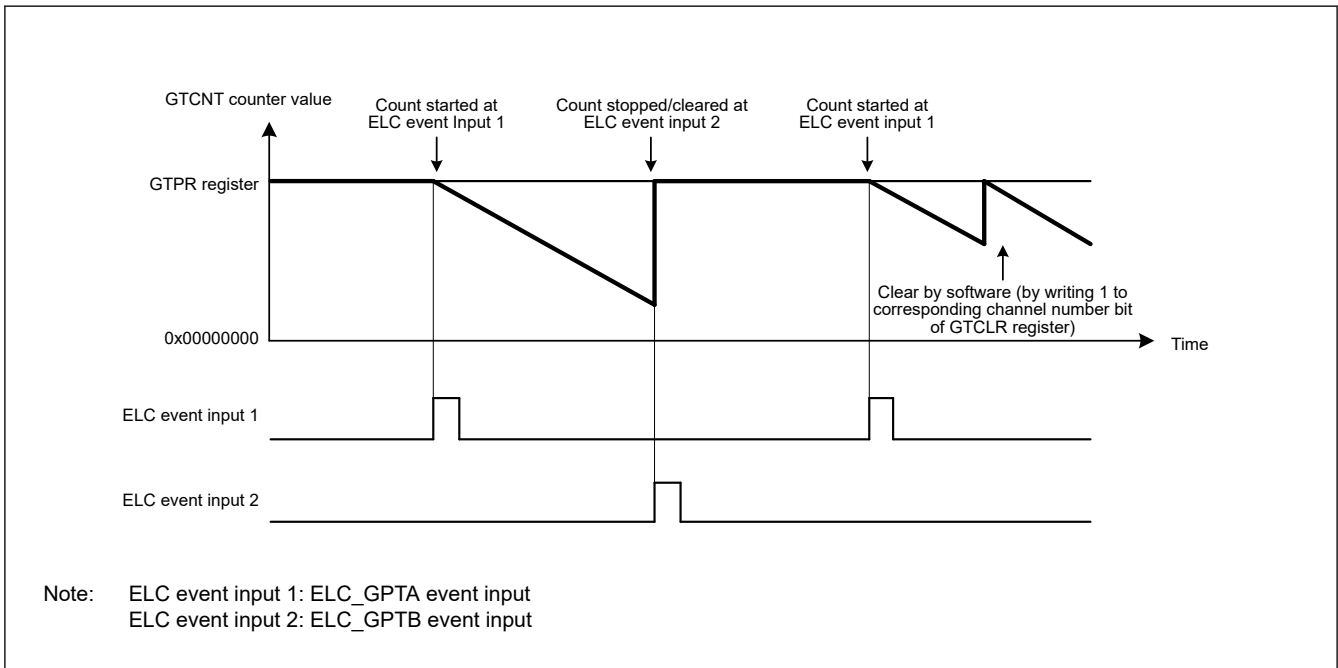 GTCNT counter value
Count started at
ELC event Input 1
Count stopped/cleared at
ELC event input 2
Count started at
ELC event input 1
GTPR register
Clear by software (by writing 1 to
corresponding channel number bit
of GTCLR register)
0x00000000
Time
ELC event input 1
ELC event input 2
Note: ELC event input 1: ELC_GPTA event input
ELC event input 2: ELC_GPTB event input